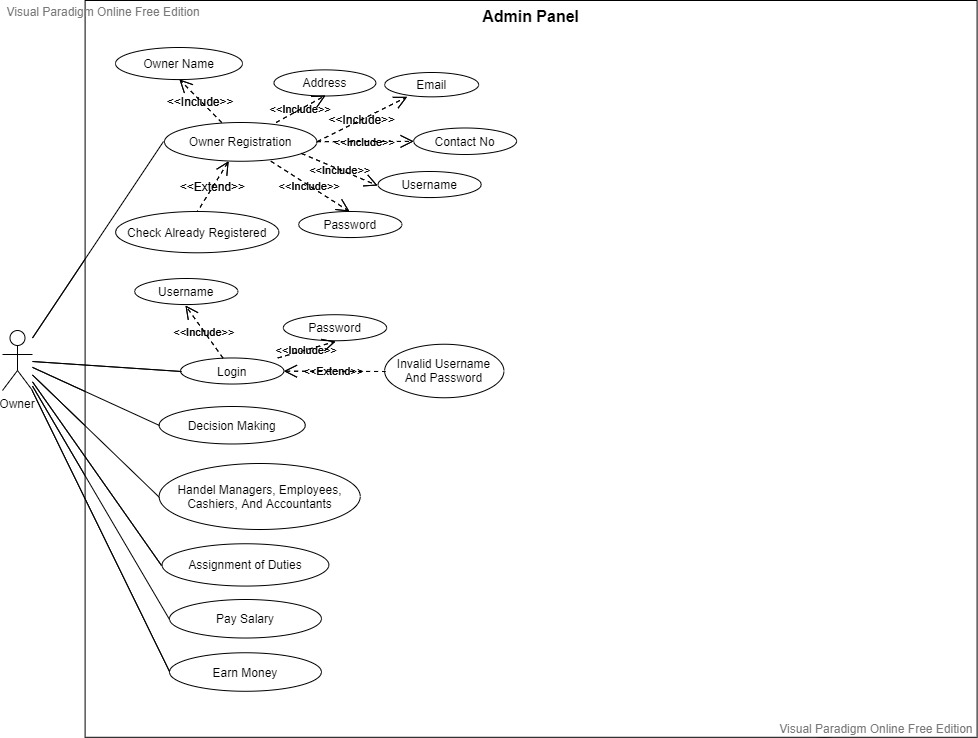 Visual Paradigm Online Free Edition
Admin Panel
Owner Name
Address
Email
<<Include>>
<<Include>>
<<Include>>
Owner Registration
<<Include>>
Contact No
<<Include>>
Username
<<Extend>>
<<Include>>
Password
Check Already Registered
Username
Password
<<Include>>
<<Include>>
Login
<<Extend>>
Invalid Username
And Password
Owner
Decision Making
Handel Managers, Employees,
Cashiers, And Accountants
Assignment of Duties
Pay Salary
Earn Money
Visual Paradigm Online Free Edition